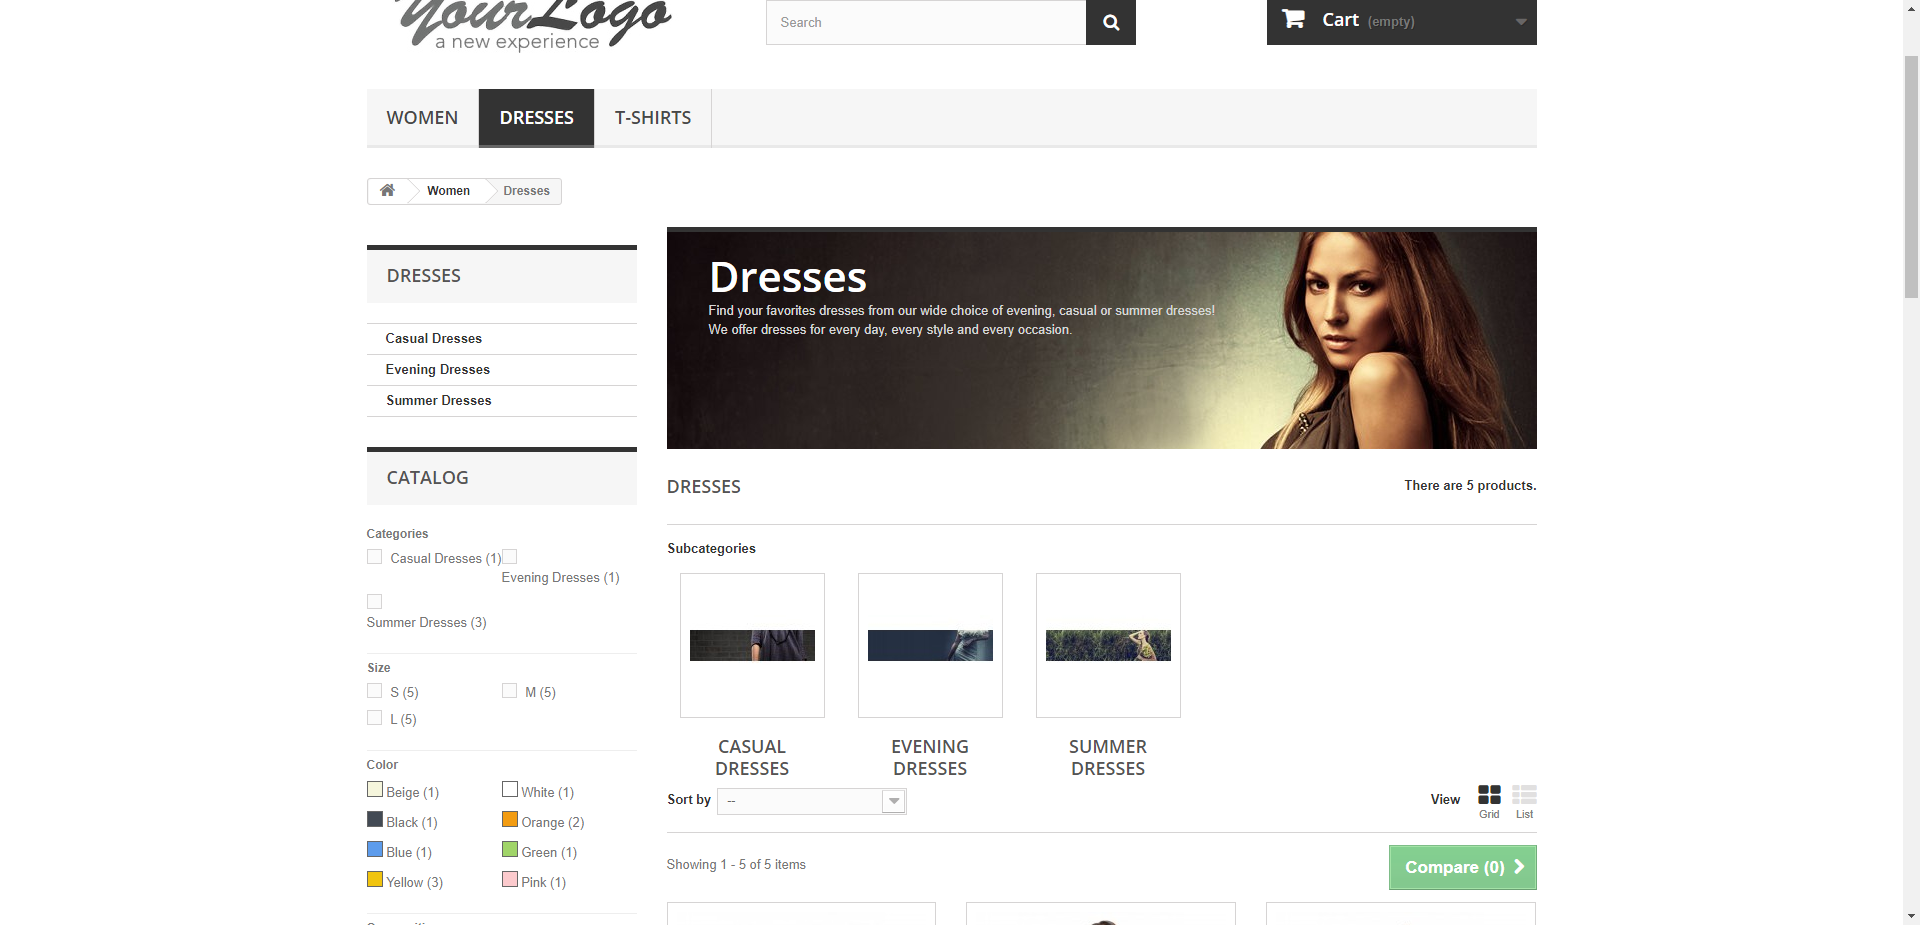 YourLogo
a new experience
Search
Cart (empty)
WOMEN
DRESSES
T-SHIRTS
Women
Dresses
DRESSES
Casual Dresses
Evening Dresses
Summer Dresses
CATALOG
Categories
Casual Dresses (1)
Evening Dresses (1)
Summer Dresses (3)
Size
S (5)
M (5)
L (5)
Color
Beige (1)
White (1)
Black (1)
Orange (2)
Blue (1)
Green (1)
Yellow (3)
Pink (1)
Dresses
Find your favorites dresses from our wide choice of evening, casual or summer dresses!
We offer dresses for every day, every style and every occasion.
DRESSES
There are 5 products.
Subcategories
CASUAL
DRESSES
EVENING
DRESSES
SUMMER
DRESSES
Sort by
--
View
Grid
List
Showing 1 - 5 of 5 items
Compare (0)